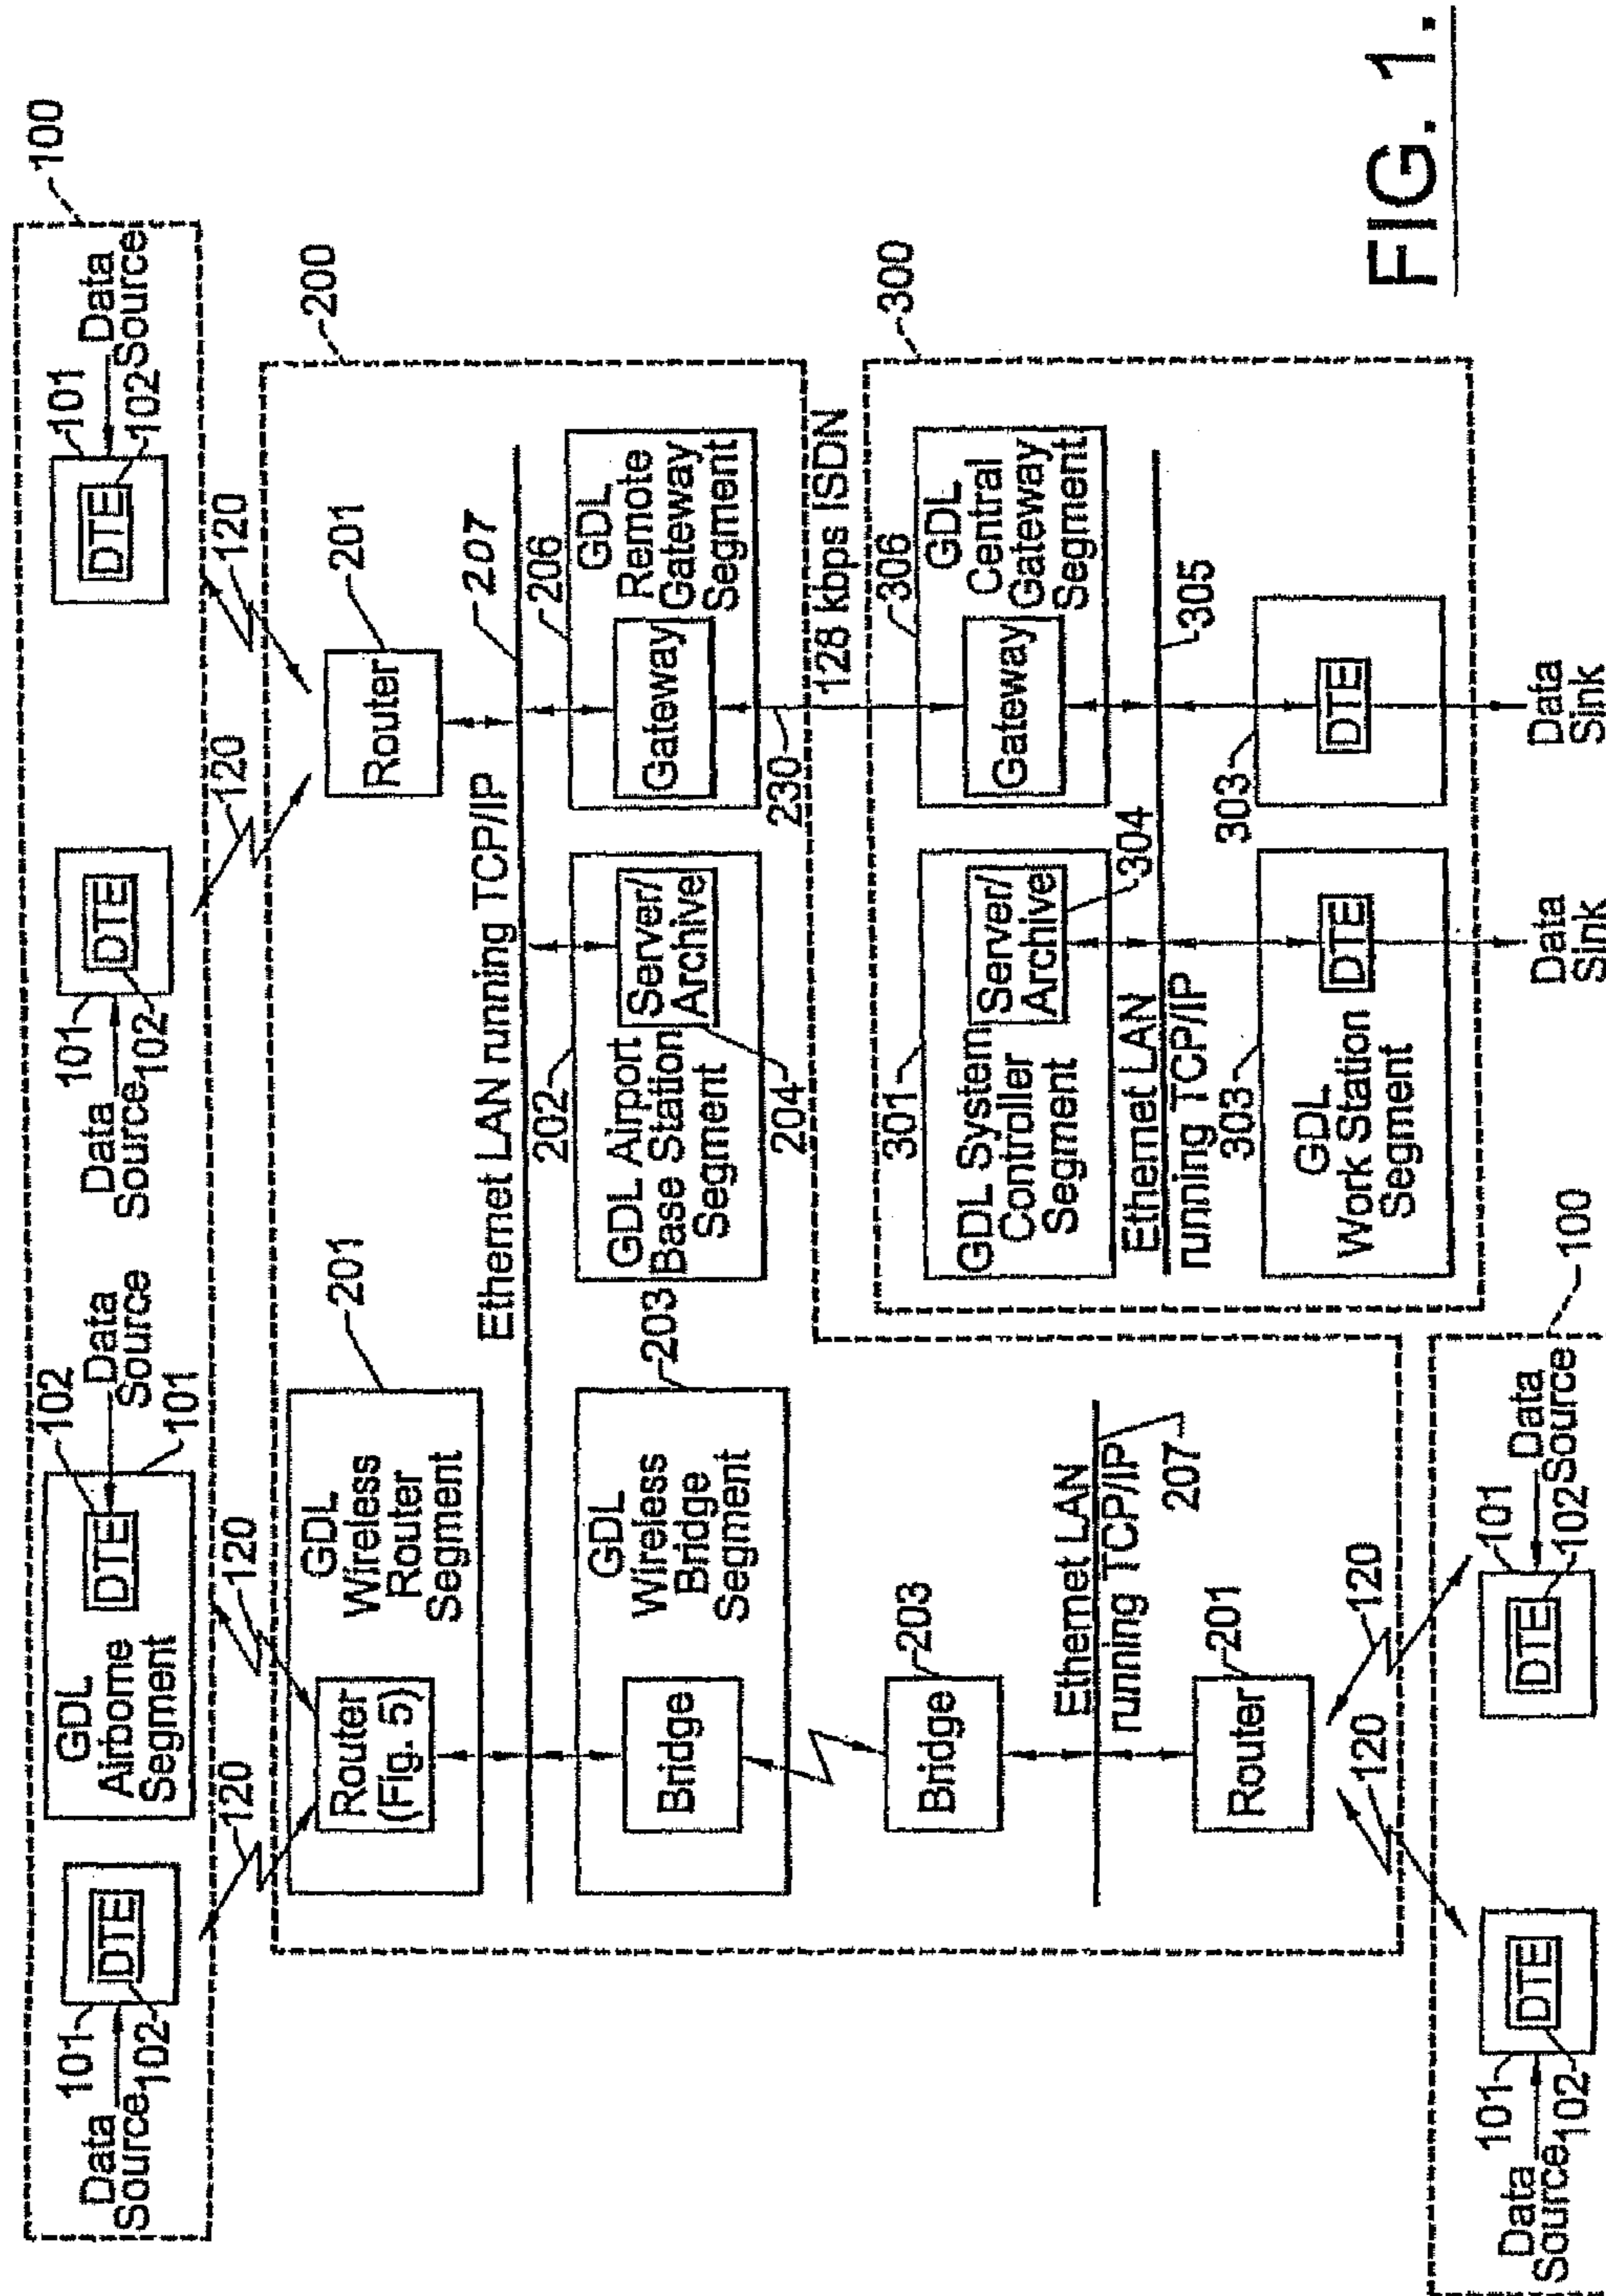 100
101
Data
Source
102
DTE
GDL
Airborne
Segment
DTE
102
Data
Source
101
Data
Source
101
102
DTE
DTE
101
Data
Source
102
120
120
120
120
200
GDL
Wireless
Router
Segment
Router
(Fig. 5)
201
Router
201
Ethernet LAN running TCP/IP
207
GDL
Wireless
Bridge
Segment
Bridge
203
202
GDL Airport
Base Station
Segment
Server/
Archive
204
206
GDL
Remote
Gateway
Segment
Gateway
230
128 kbps ISDN
Bridge
203
Ethernet LAN
running TCP/IP
207
Router
201
120
120
300
301
GDL System
Controller
Segment
Server/
Archive
304
306
GDL
Central
Gateway
Segment
Gateway
Ethernet LAN
running TCP/IP
305
303
GDL
Work Station
Segment
DTE
303
DTE
Data
Sink
Data
Sink
100
101
Data
Source
102
DTE
DTE
101
Data
Source
102
FIG. 1.